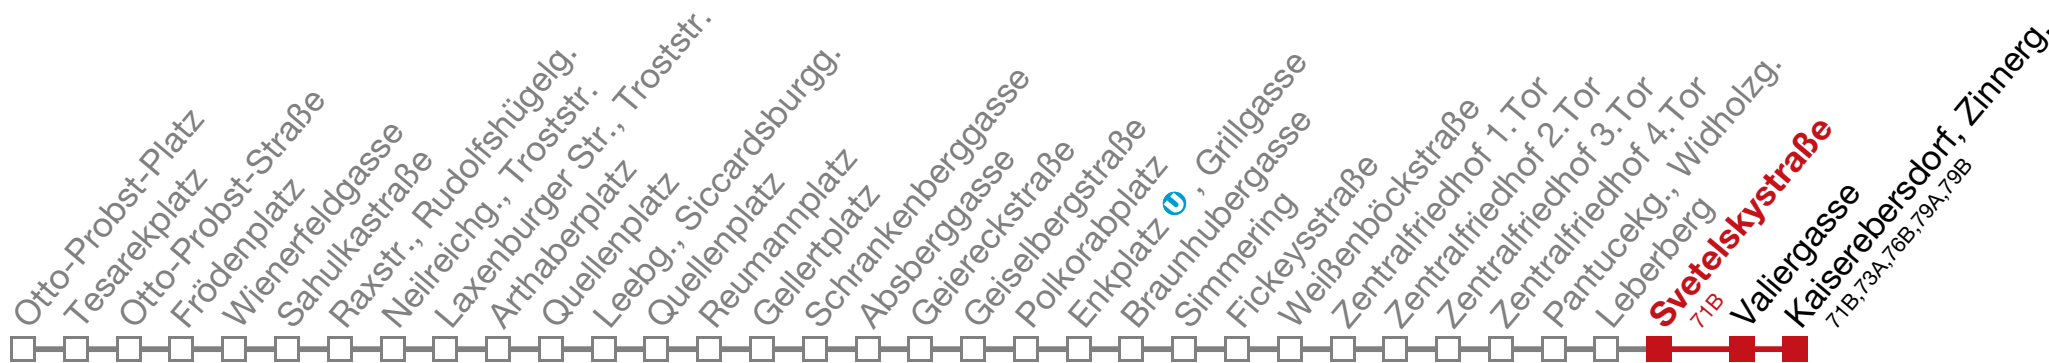 Otto-Probst-Platz
Tesarekplatz
Otto-Probst-Straße
Frödenplatz
Wienerfeldgasse
Sahulkastraße
Raxstr., Rudolfshügelg.
Neilreichg., Troststr.
Laxenburger Str., Troststr.
Arthaberplatz
Quellenplatz
Leebg., Siccardsburgg.
Quellenplatz
Reumannplatz
Gellertplatz
Schrankenberggasse
Absberggasse
Geiereckstraße
Geiselbergstraße
Polkorabplatz
Enkplatz U, Grillgasse
Braunhubergasse
Simmering
Fickeysstraße
Weißenböckstraße
Zentralfriedhof 1.Tor
Zentralfriedhof 2.Tor
Zentralfriedhof 3.Tor
Zentralfriedhof 4.Tor
Pantucekg., Widholzg.
Leberberg
Svetelskystraße
71B
Valiergasse
Kaiserebersdorf, Zinnerg.
71B,73A,76B,79A,79B